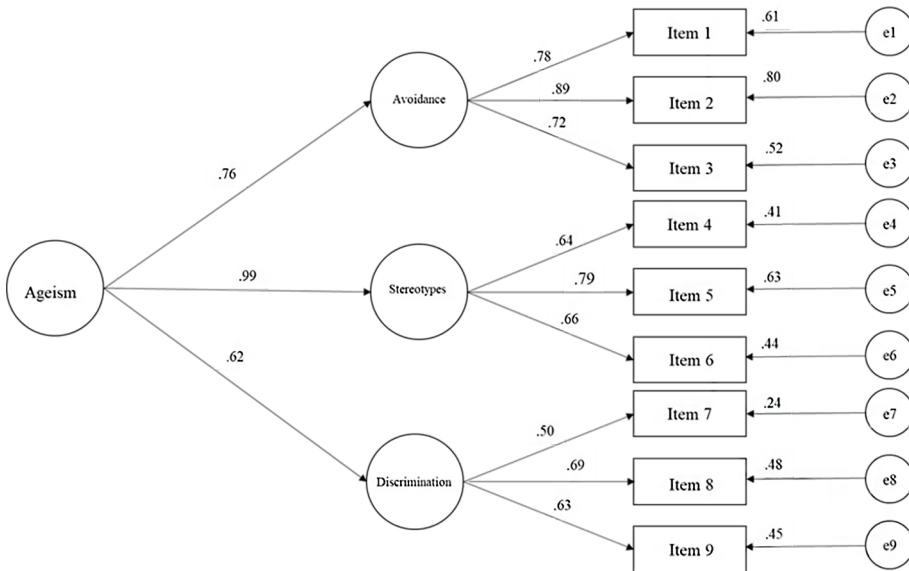 Item 1
.61
e1
.78
Avoidance
.89
Item 2
.80
e2
.72
.76
Item 3
.52
e3
Item 4
.41
e4
.64
Ageism
.99
Stereotypes
.79
Item 5
.63
e5
.66
.62
Item 6
.44
e6
Item 7
.24
e7
.50
Discrimination
.69
Item 8
.48
e8
.63
Item 9
.45
e9